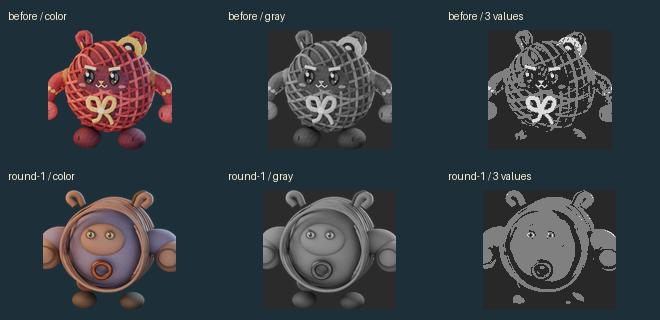 before / color
before / gray
before / 3 values
round-1 / color
round-1 / gray
round-1 / 3 values